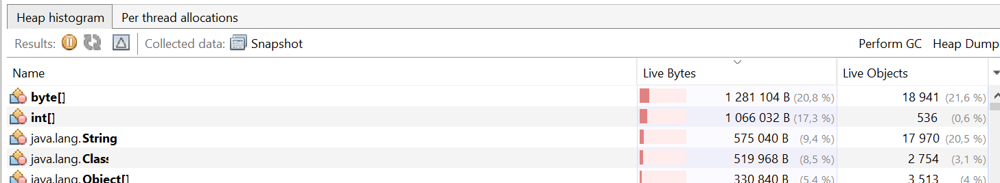 Heap histogram Per thread allocations
Results: Collected data: Snapshot Perform GC Heap Dump
Name Live Bytes Live Objects
byte[] 1 281 104 B (20,8 %) 18 941 (21,6 %)
int[] 1 066 032 B (17,3 %) 536 (0,6 %)
java.lang.String 575 040 B (9,4 %) 17 970 (20,5 %)
java.lang.Class 519 968 B (8,5 %) 2 754 (3,1 %)
java.lang.Object[] 330 840 B (5,4 %) 3 513 (4 %)